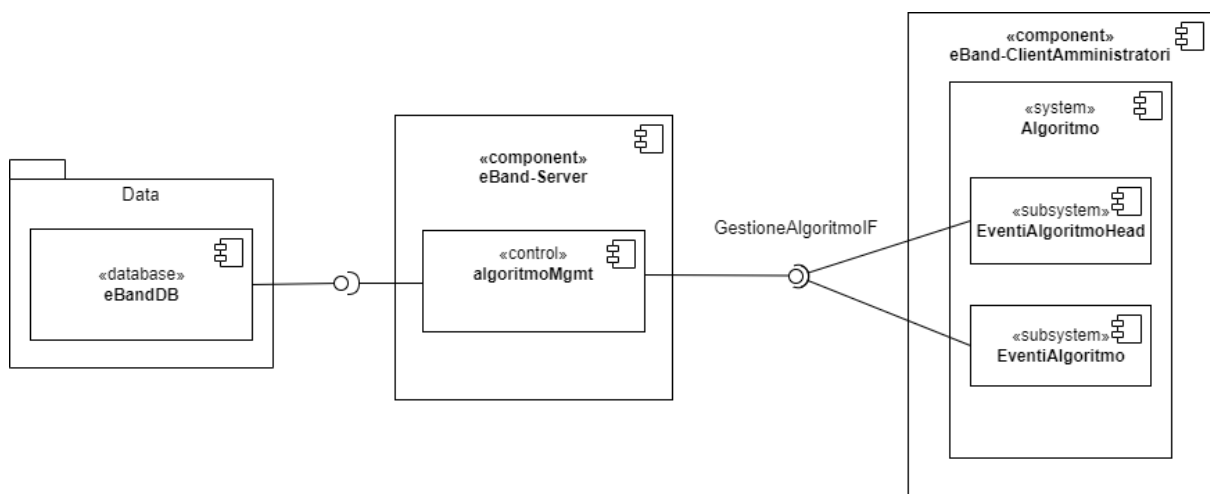 Data
«database»
eBandDB
«component»
eBand-Server
«control»
algoritmoMgmt
GestioneAlgoritmoIF
«component»
eBand-ClientAmministratori
«system»
Algoritmo
«subsystem»
EventiAlgoritmoHead
«subsystem»
EventiAlgoritmo